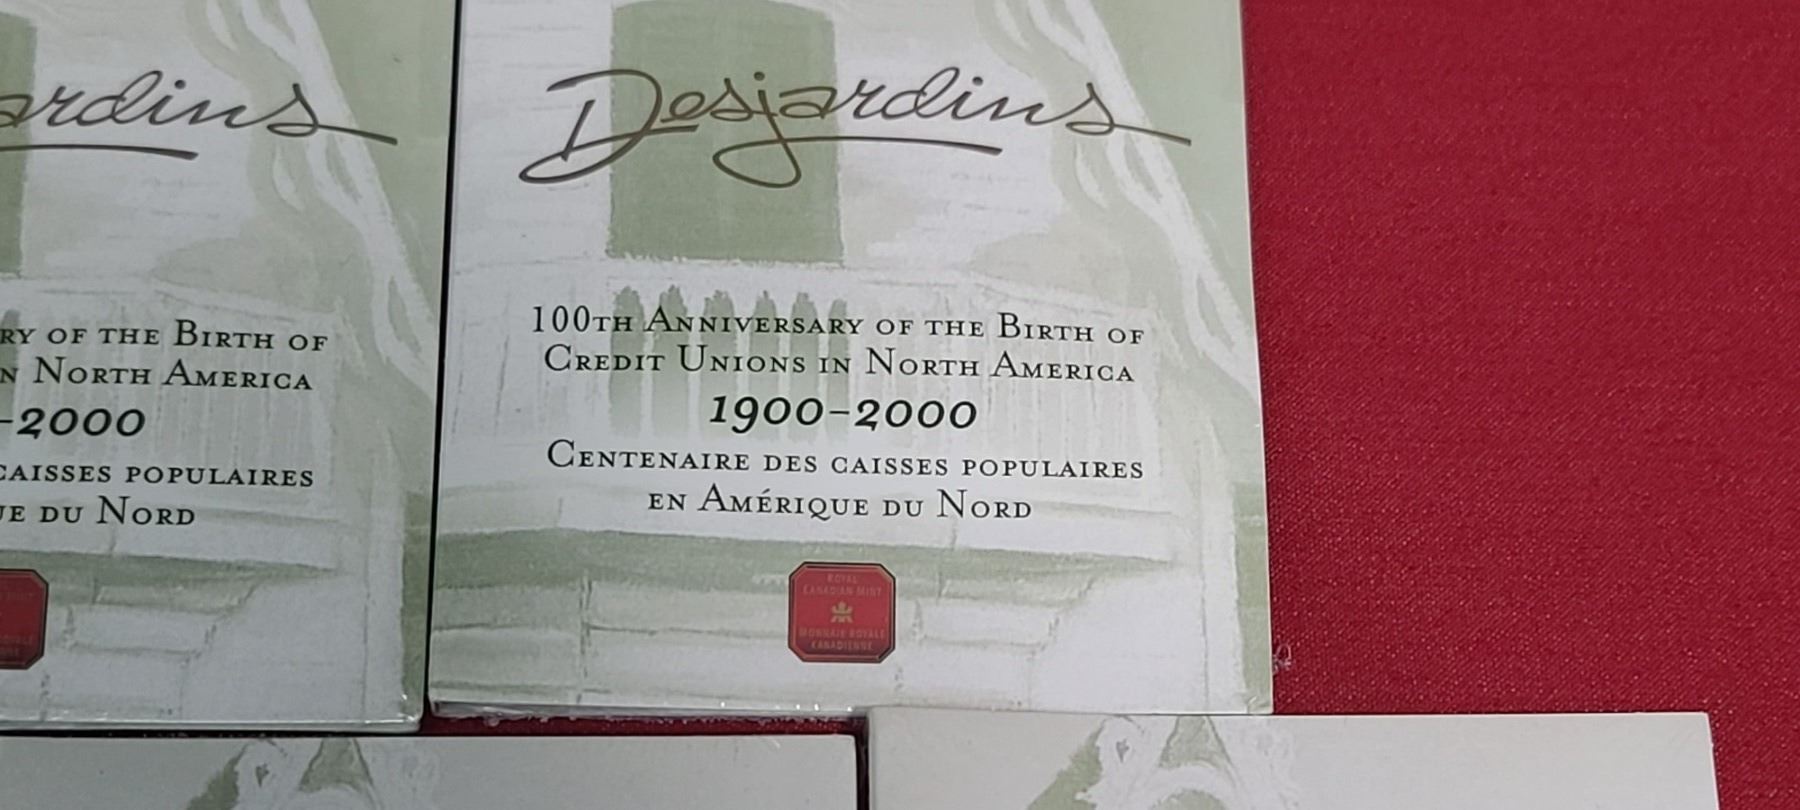 ardins
RY OF THE BIRTH OF
N NORTH AMERICA
-2000
CAISSES POPULAIRES
UE DU NORD
Desjardins
100TH ANNIVERSARY OF THE BIRTH OF
CREDIT UNIONS IN NORTH AMERICA
1900-2000
CENTENAIRE DES CAISSES POPULAIRES
EN AMÉRIQUE DU NORD
ROYAL
CANADIAN MINT
MONNAIE ROYALE
CANADIENNE